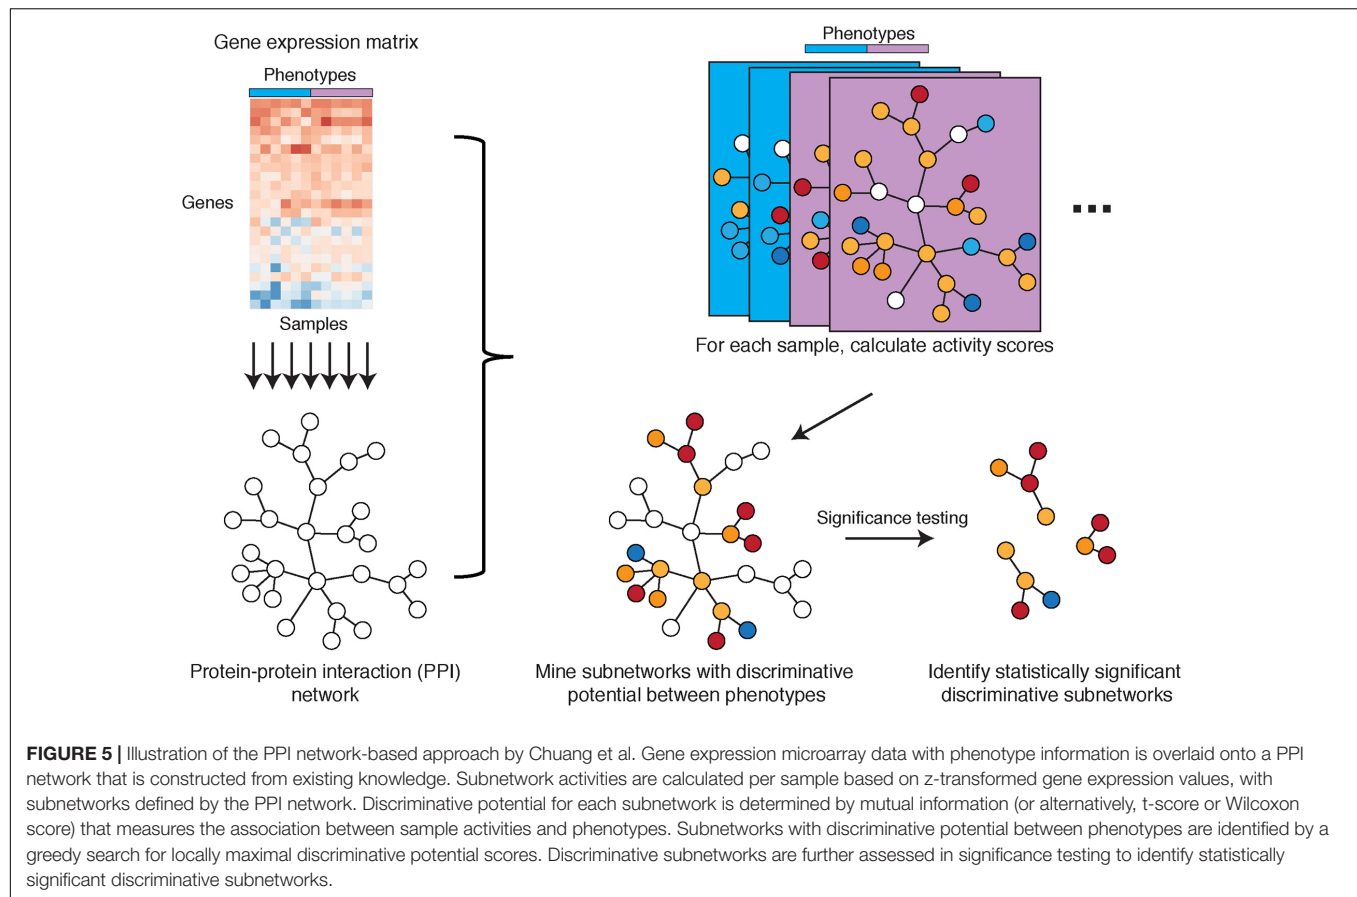 Gene expression matrix
Phenotypes
Genes
Samples
Phenotypes
...
For each sample, calculate activity scores
Significance testing
Protein-protein interaction (PPI)
network
Mine subnetworks with discriminative
potential between phenotypes
Identify statistically significant
discriminative subnetworks
FIGURE 5 | Illustration of the PPI network-based approach by Chuang et al. Gene expression microarray data with phenotype information is overlaid onto a PPI
network that is constructed from existing knowledge. Subnetwork activities are calculated per sample based on z-transformed gene expression values, with
subnetworks defined by the PPI network. Discriminative potential for each subnetwork is determined by mutual information (or alternatively, t-score or Wilcoxon
score) that measures the association between sample activities and phenotypes. Subnetworks with discriminative potential between phenotypes are identified by a
greedy search for locally maximal discriminative potential scores. Discriminative subnetworks are further assessed in significance testing to identify statistically
significant discriminative subnetworks.